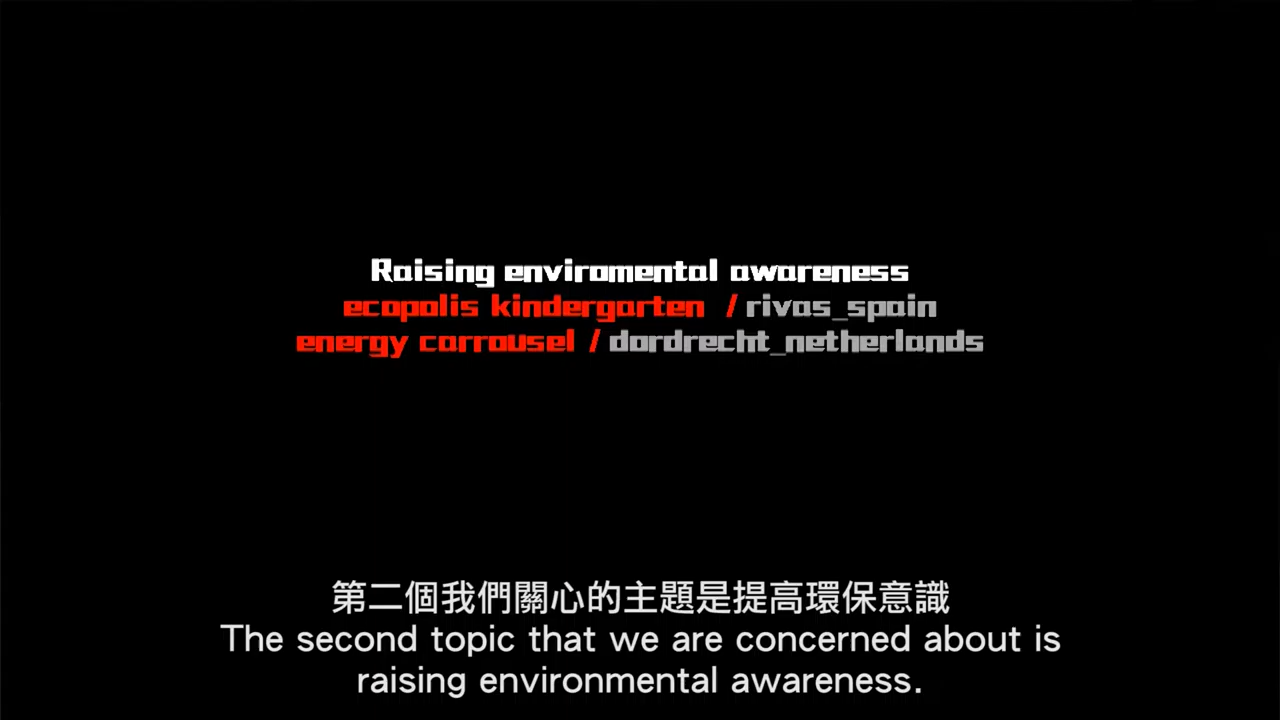 Raising enviromental awareness
ecopolis kindergarten / rivas_spain
energy carrousel / dordrecht_netherlands
第二個我們關心的主題是提高環保意識
The second topic that we are concerned about is
raising environmental awareness.